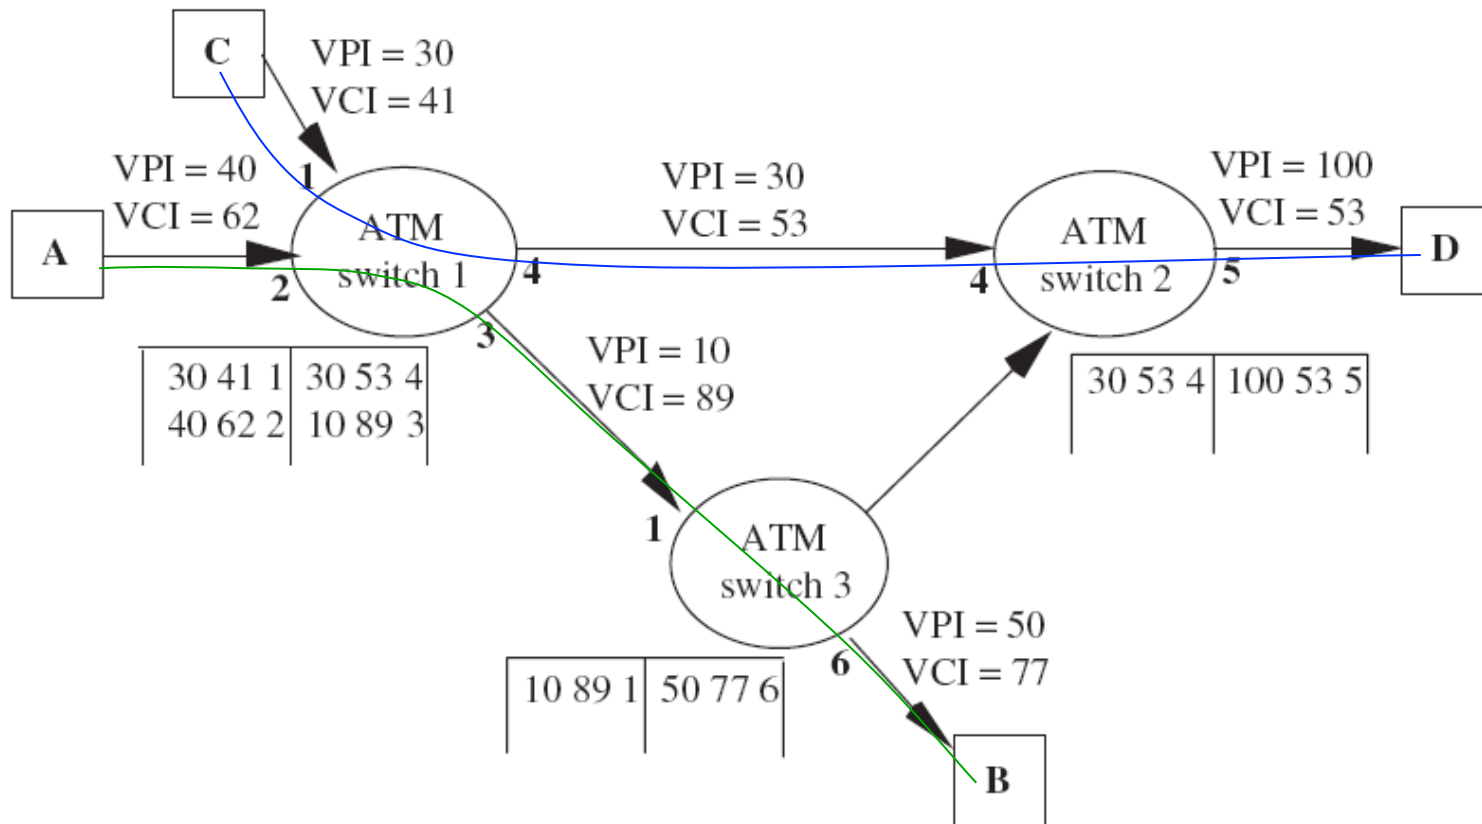 C
VPI = 30
VCI = 41
VPI = 40
VCI = 62
A
1
2
ATM
switch 1
4
3
VPI = 30
VCI = 53
4
ATM
switch 2
5
VPI = 100
VCI = 53
D
30 41 1 30 53 4
40 62 2 10 89 3
VPI = 10
VCI = 89
30 53 4 100 53 5
1
ATM
switch 3
6
VPI = 50
VCI = 77
10 89 1 50 77 6
B